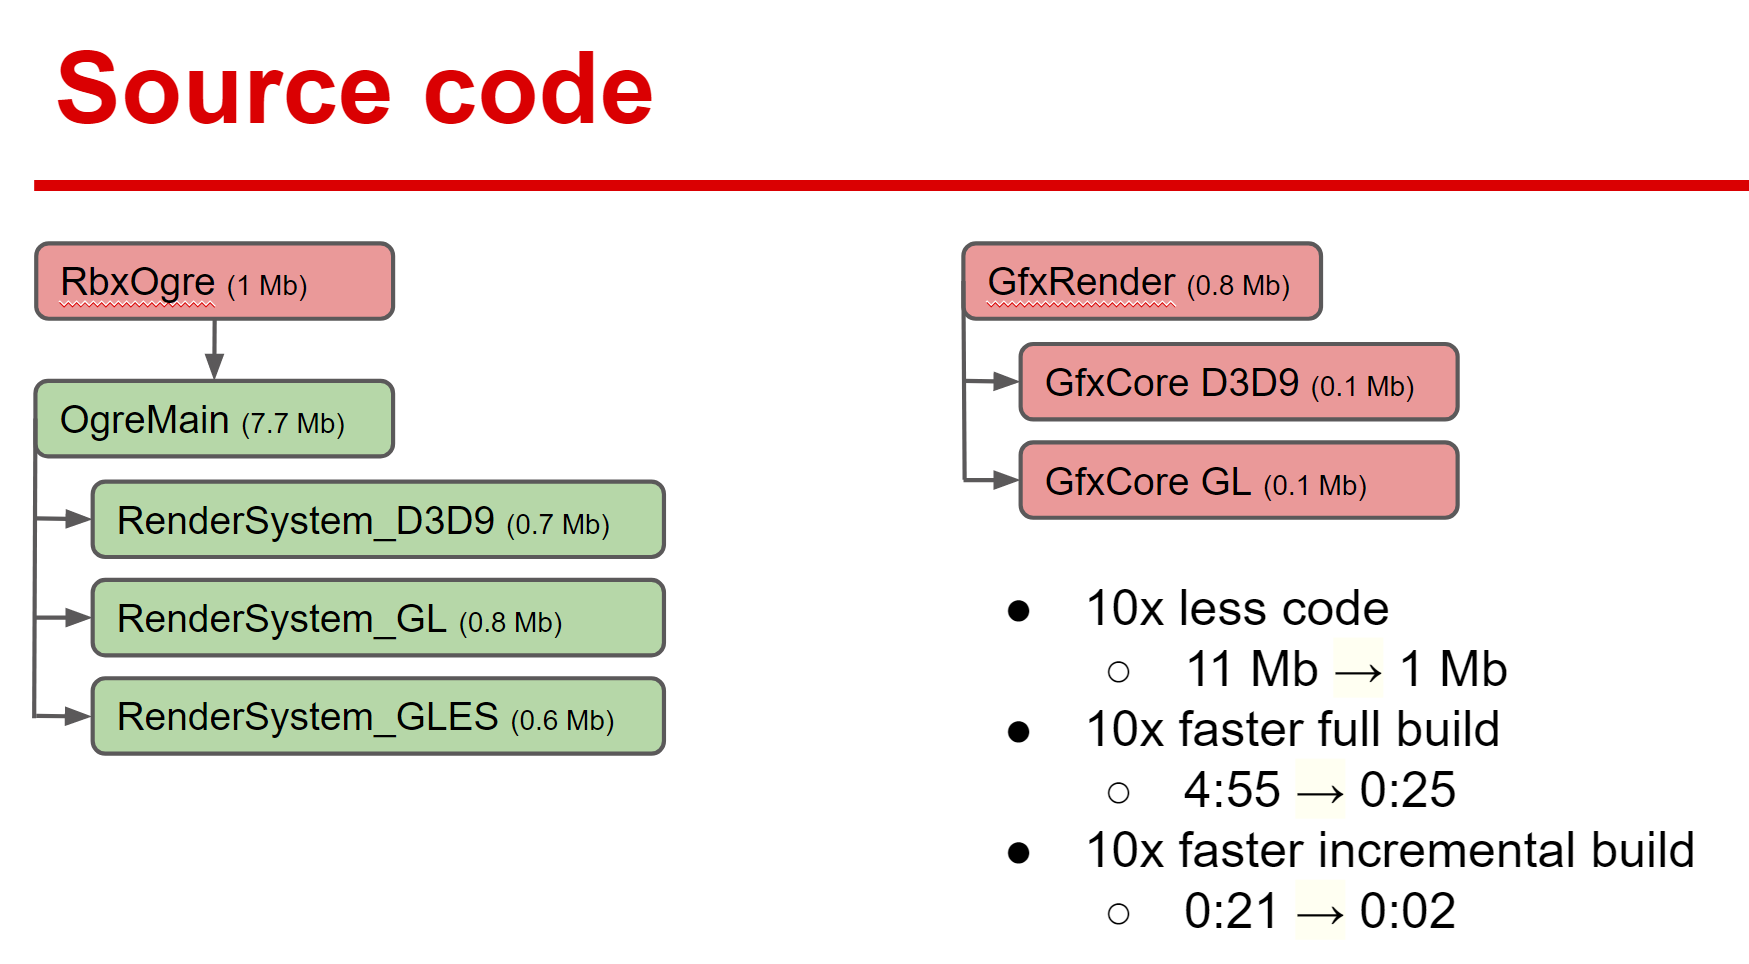 Source code
RbxOgre (1 Mb)
OgreMain (7.7 Mb)
RenderSystem_D3D9 (0.7 Mb)
RenderSystem_GL (0.8 Mb)
RenderSystem_GLES (0.6 Mb)
GfxRender (0.8 Mb)
GfxCore D3D9 (0.1 Mb)
GfxCore GL (0.1 Mb)
● 10x less code
○ 11 Mb → 1 Mb
● 10x faster full build
○ 4:55 → 0:25
● 10x faster incremental build
○ 0:21 → 0:02